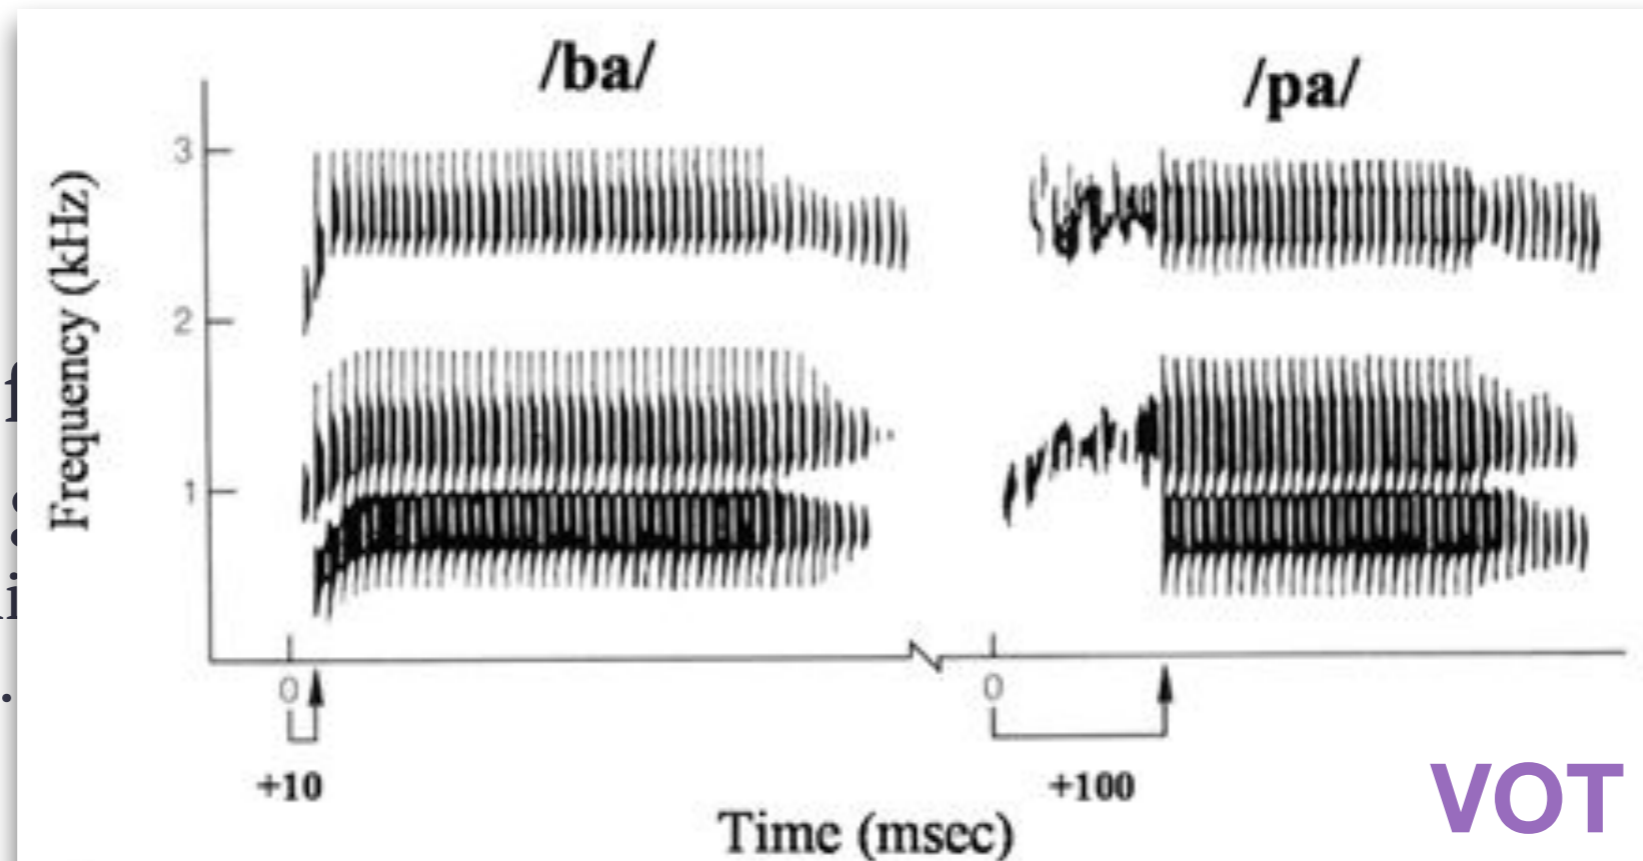 /ba/
/pa/
Frequency (kHz)
3
2
1
0
0
+10
+100
Time (msec)
VOT